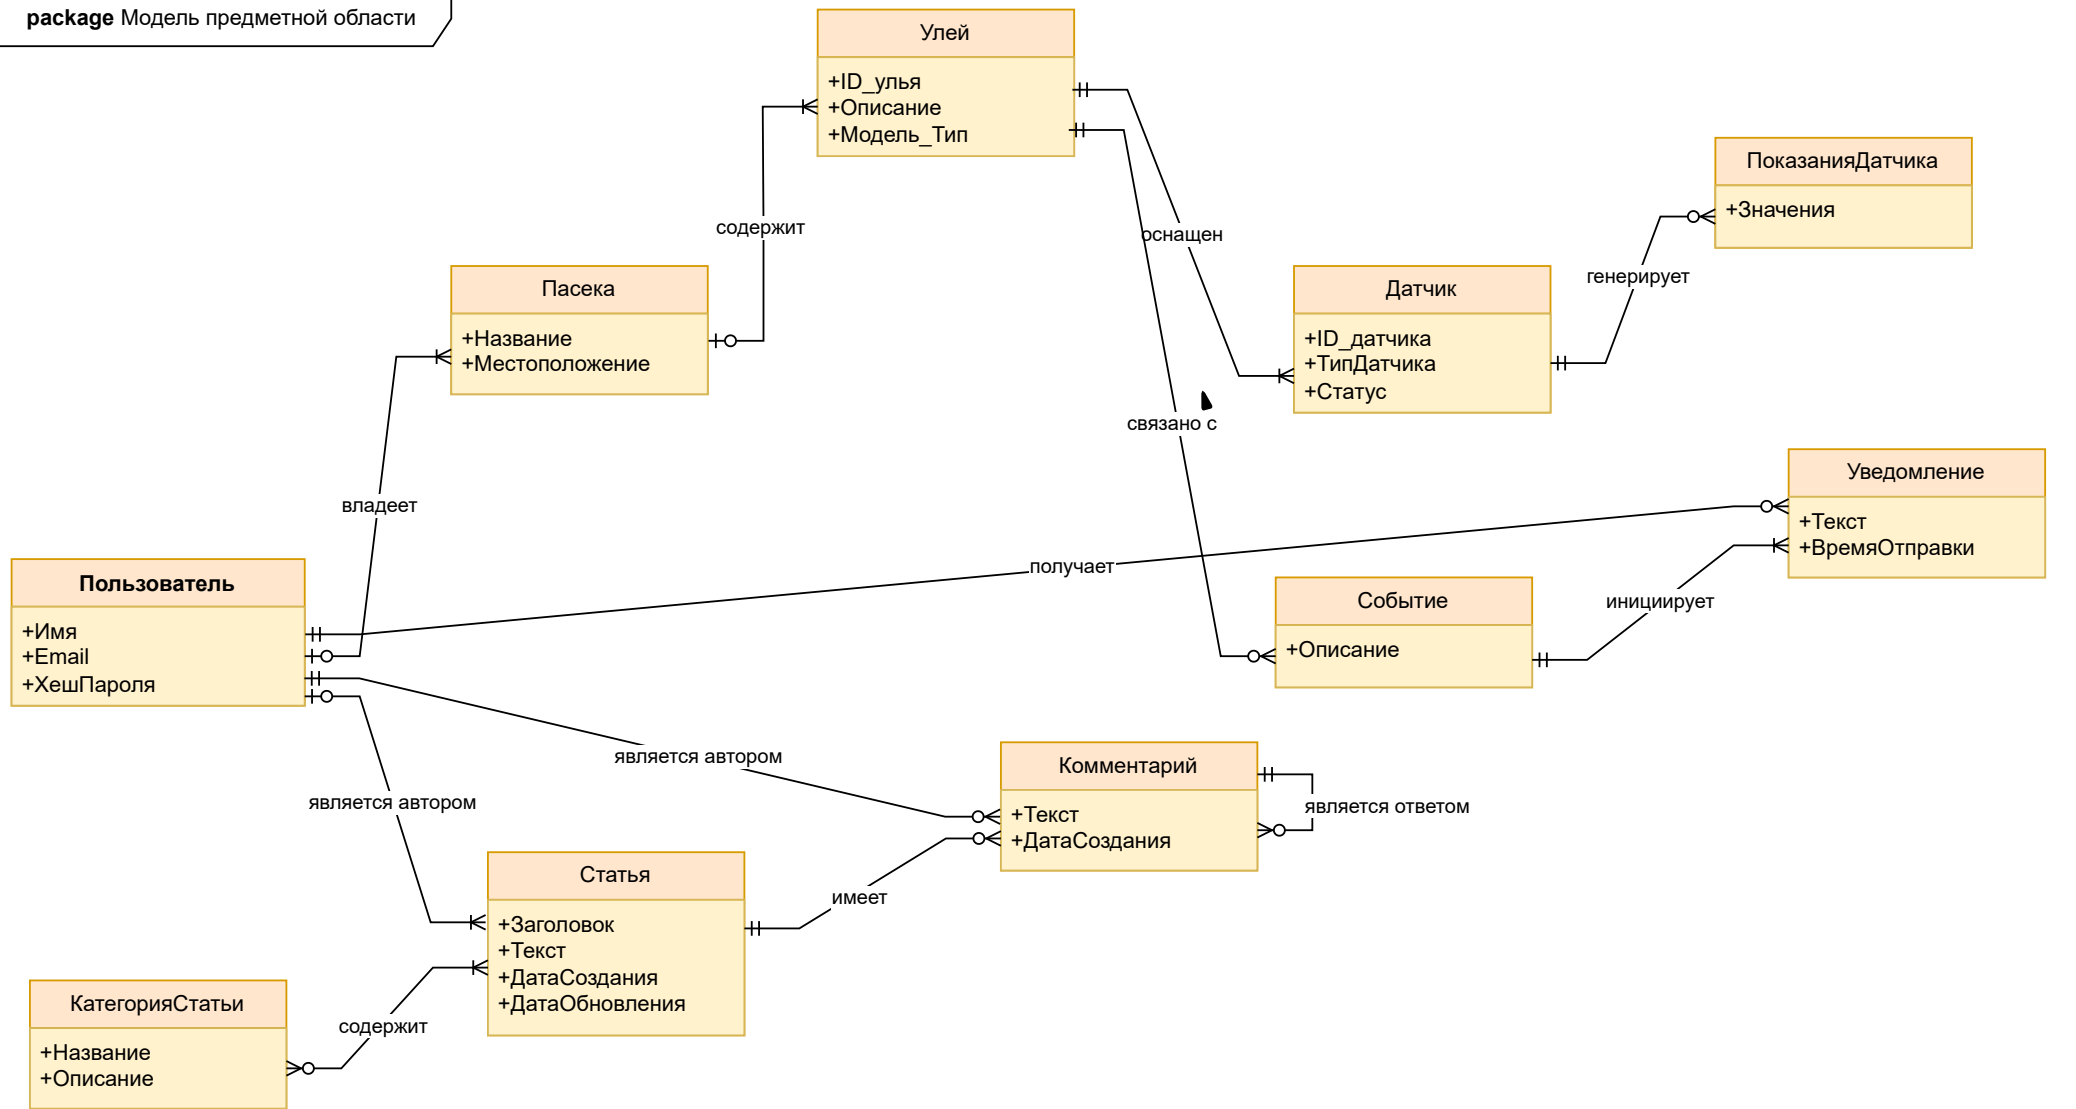 package Модель предметной области
Улей
+ID_улья
+Описание
+Модель_Тип
ПоказанияДатчика
+Значения
содержит
оснащен
генерирует
Пасека
+Название
+Местоположение
Датчик
+ID_датчика
+ТипДатчика
+Статус
связано с
владеет
Уведомление
+Текст
+ВремяОтправки
получает
Пользователь
+Имя
+Email
+ХешПароля
Событие
+Описание
инициирует
является автором
является автором
Комментарий
+Текст
+ДатаСоздания
является ответом
Статья
+Заголовок
+Текст
+ДатаСоздания
+ДатаОбновления
имеет
КатегорияСтатьи
+Название
+Описание
содержит